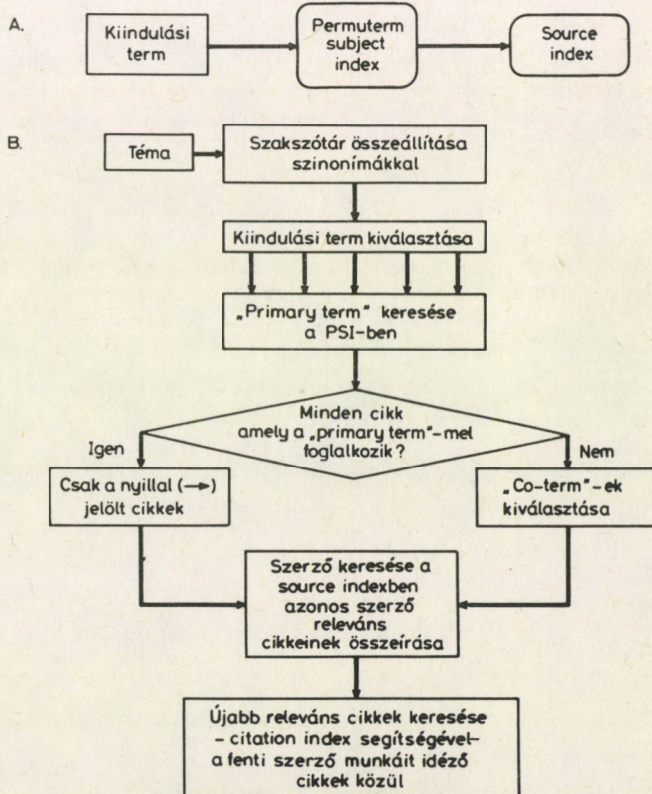 A.
Kiindulási
term
Permuterm
subject
index
Source
index
B.
Téma
Szakszótár összeállítása
szinonímákkal
Kiindulási term kiválasztása
„Primary term" keresése
a PSI-ben
Minden cikk
amely a „primary term"-mel
foglalkozik?
Igen
Nem
Csak a nyillal (→)
jelölt cikkek
„Co-term"-ek
kiválasztása
Szerző keresése a
source indexben
azonos szerző
releváns
cikkeinek összeírása
Újabb releváns cikkek keresése
– citation index segítségével–
a fenti szerző munkáit idéző
cikkek közül